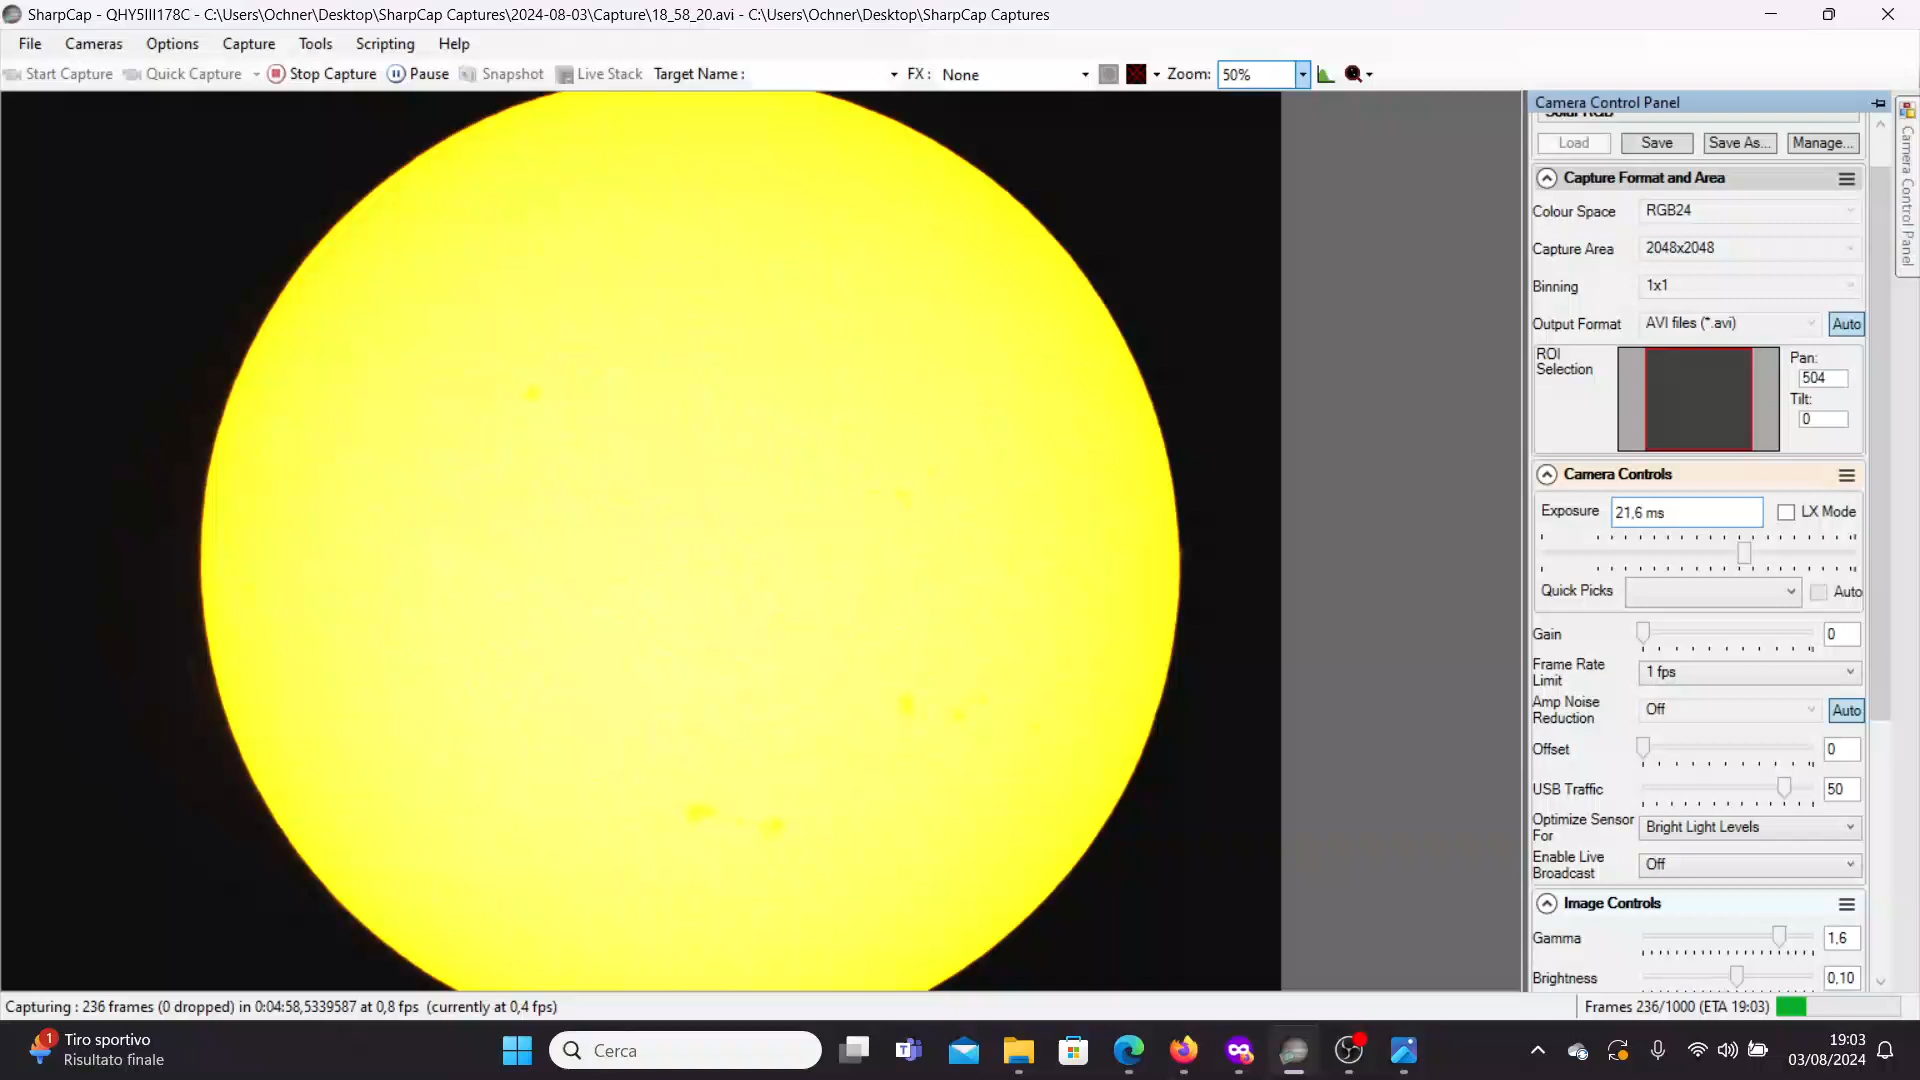 SharpCap - QHY5III178C - C:\Users\Ochner\Desktop\SharpCap Captures\2024-08-03\Capture\18_58_20.avi - C:\Users\Ochner\Desktop\SharpCap Captures
File Cameras Options Capture Tools Scripting Help
Start Capture Quick Capture Stop Capture Pause Snapshot Live Stack Target Name : FX : None Zoom: 50%
Camera Control Panel
Solar RGB
Load Save Save As... Manage...
Camera Control Panel
Capture Format and Area
Colour Space RGB24
Capture Area 2048x2048
Binning 1x1
Output Format AVI files (*.avi) Auto
ROI Selection
Pan:
504
Tilt:
0
Camera Controls
Exposure 21,6 ms LX Mode
Quick Picks Auto
Gain 0
Frame Rate Limit 1 fps
Amp Noise Reduction Off Auto
Offset 0
USB Traffic 50
Optimize Sensor For Bright Light Levels
Enable Live Broadcast Off
Image Controls
Gamma 1,6
Brightness 0,10
Capturing : 236 frames (0 dropped) in 0:04:58,5339587 at 0,8 fps (currently at 0,4 fps)
Frames 236/1000 (ETA 19:03)
1
Tiro sportivo
Risultato finale
Cerca
19:03
03/08/2024